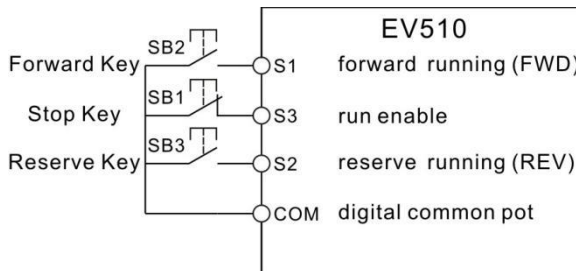 EV510
SB2
Forward Key S1 forward running (FWD)
SB1
Stop Key S3 run enable
SB3
Reserve Key S2 reserve running (REV)
COM digital common pot